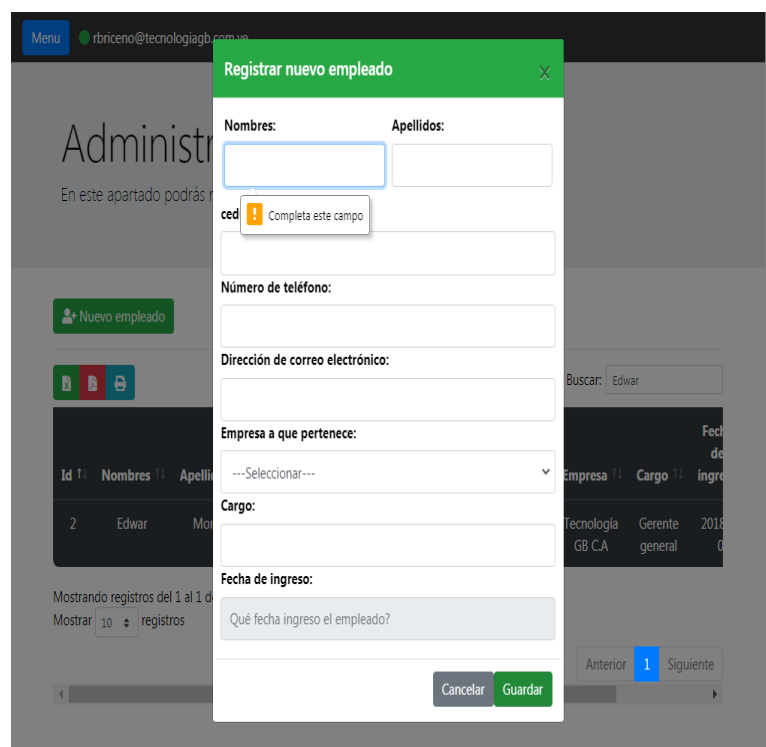 Menu
rbriceno@tecnologiagb.com.ve
Registrar nuevo empleado
X
Administr
En este apartado podrás
Nombres:
Apellidos:
Completa este campo
ced
Número de teléfono:
Nuevo empleado
Dirección de correo electrónico:
Buscar: Edwar
Empresa a que pertenece:
---Seleccionar---
Id Nombres Apelli Empresa Cargo Fech de ingre
Cargo:
2 Edwar Mor Tecnología GB C.A Gerente general 2018 0
Fecha de ingreso:
Qué fecha ingreso el empleado?
Mostrando registros del 1 al 1 d
Mostrar 10 registros
Anterior 1 Siguiente
Cancelar Guardar